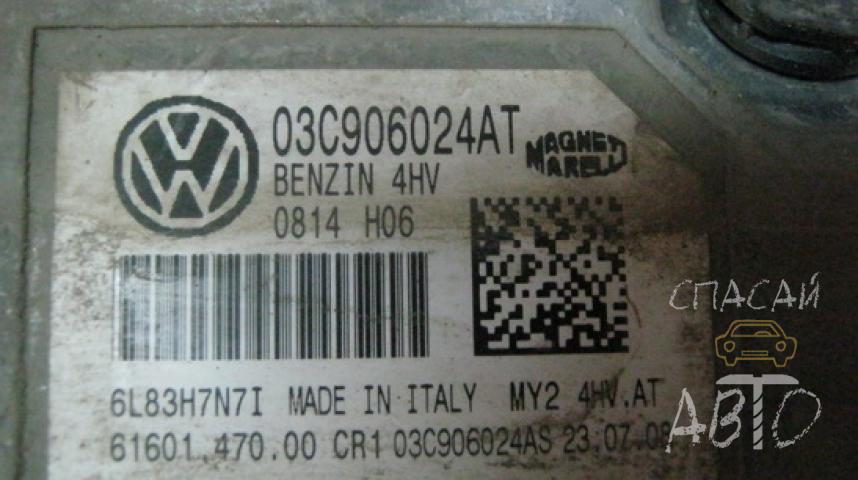 03C906024AT
MAGNETI
MARELLI
BENZIN 4HV
0814 H06
6L83H7N7I MADE IN ITALY MY2 4HV.AT
61601.470.00 CR1 03C906024AS 23.07.08
СПАСАЙ
АВТО